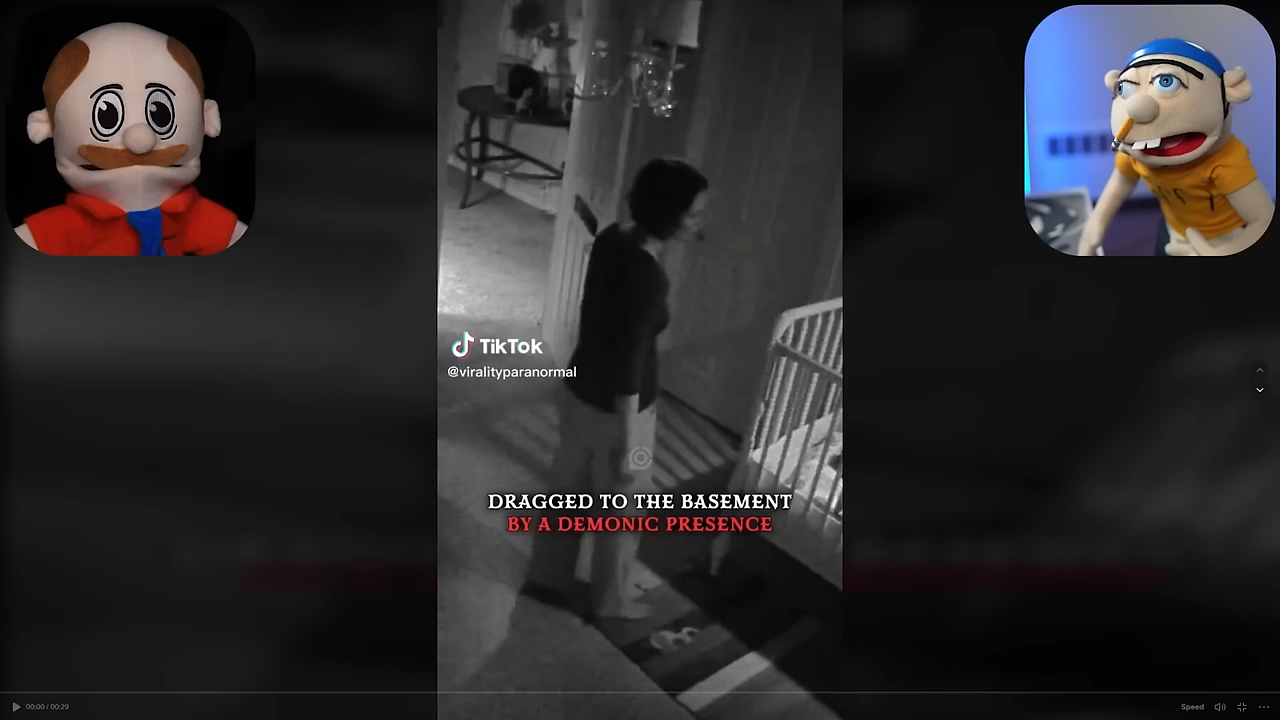 TikTok
@viralityparanormal
DRAGGED TO THE BASEMENT
BY A DEMONIC PRESENCE
00:00 / 00:29
Speed